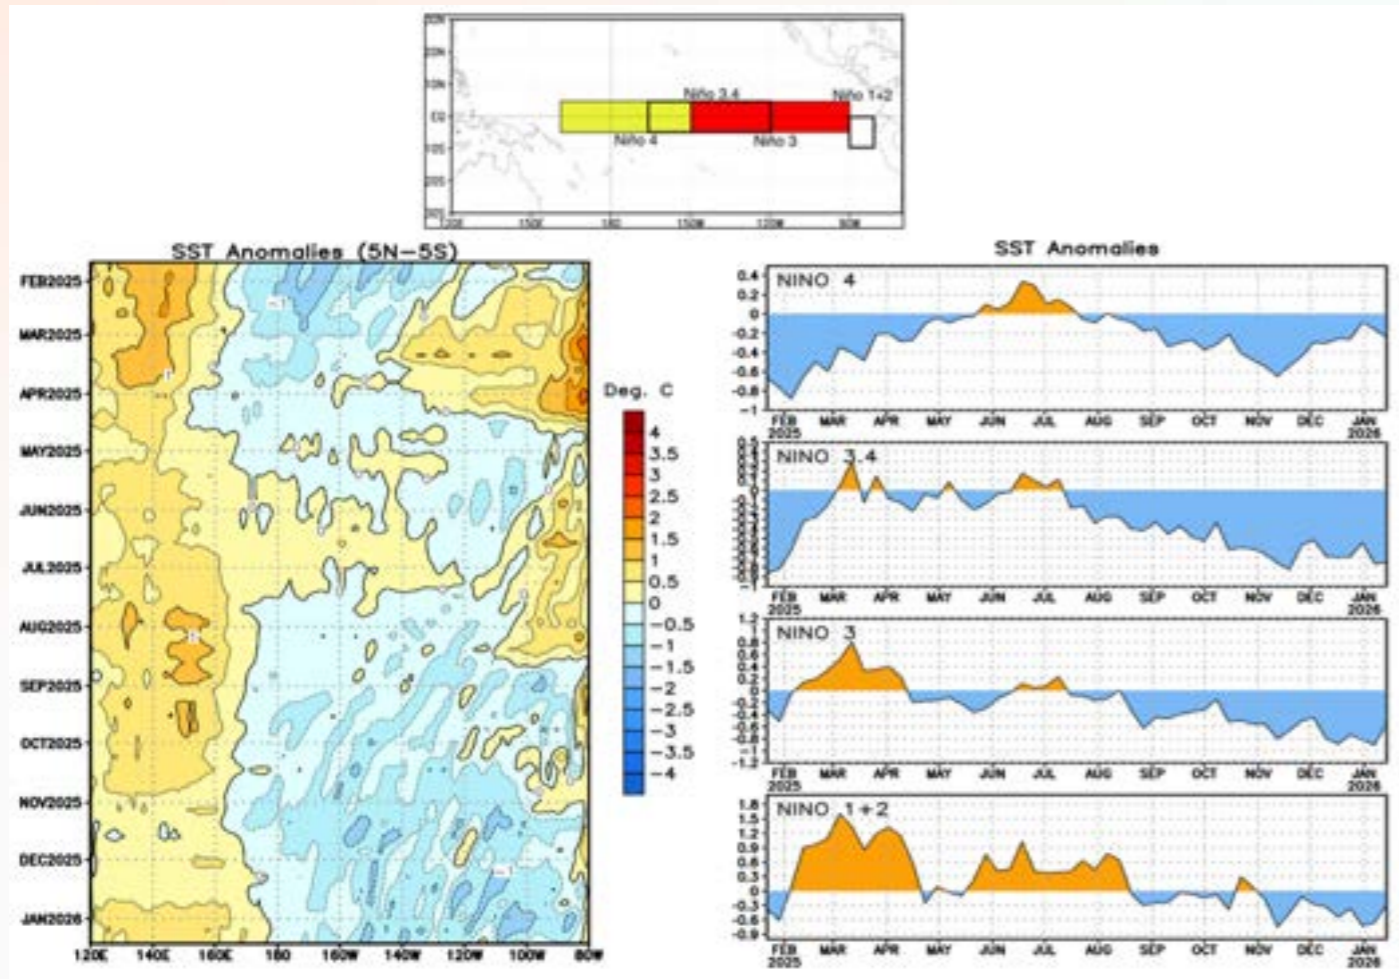 Niño 3.4
Niño 1+2
Niño 4
Niño 3
10N
EQ
10S
20S
150E
180
150W
120W
90W
SST Anomalies (5N-5S)
FEB2025
MAR2025
APR2025
MAY2025
JUN2025
JUL2025
AUG2025
SEP2025
OCT2025
NOV2025
DEC2025
JAN2026
120E 140E 160E 180 160W 140W 120W 100W 80W
Deg. C
4
3.5
3
2.5
2
1.5
1
0.5
0
-0.5
-1
-1.5
-2
-2.5
-3
-3.5
-4
SST Anomalies
NINO 4
0.4
0.2
0
-0.2
-0.4
-0.6
-0.8
-1
FEB MAR APR MAY JUN JUL AUG SEP OCT NOV DEC JAN
2025 2026
NINO 3.4
FEB MAR APR MAY JUN JUL AUG SEP OCT NOV DEC JAN
2025 2026
NINO 3
1.2
1
0.8
0.6
0.4
0.2
0
-0.2
-0.4
-0.6
-0.8
-1
-1.2
FEB MAR APR MAY JUN JUL AUG SEP OCT NOV DEC JAN
2025 2026
NINO 1+2
1.8
1.5
1.2
0.9
0.6
0.3
0
-0.3
-0.6
-0.9
FEB MAR APR MAY JUN JUL AUG SEP OCT NOV DEC JAN
2025 2026